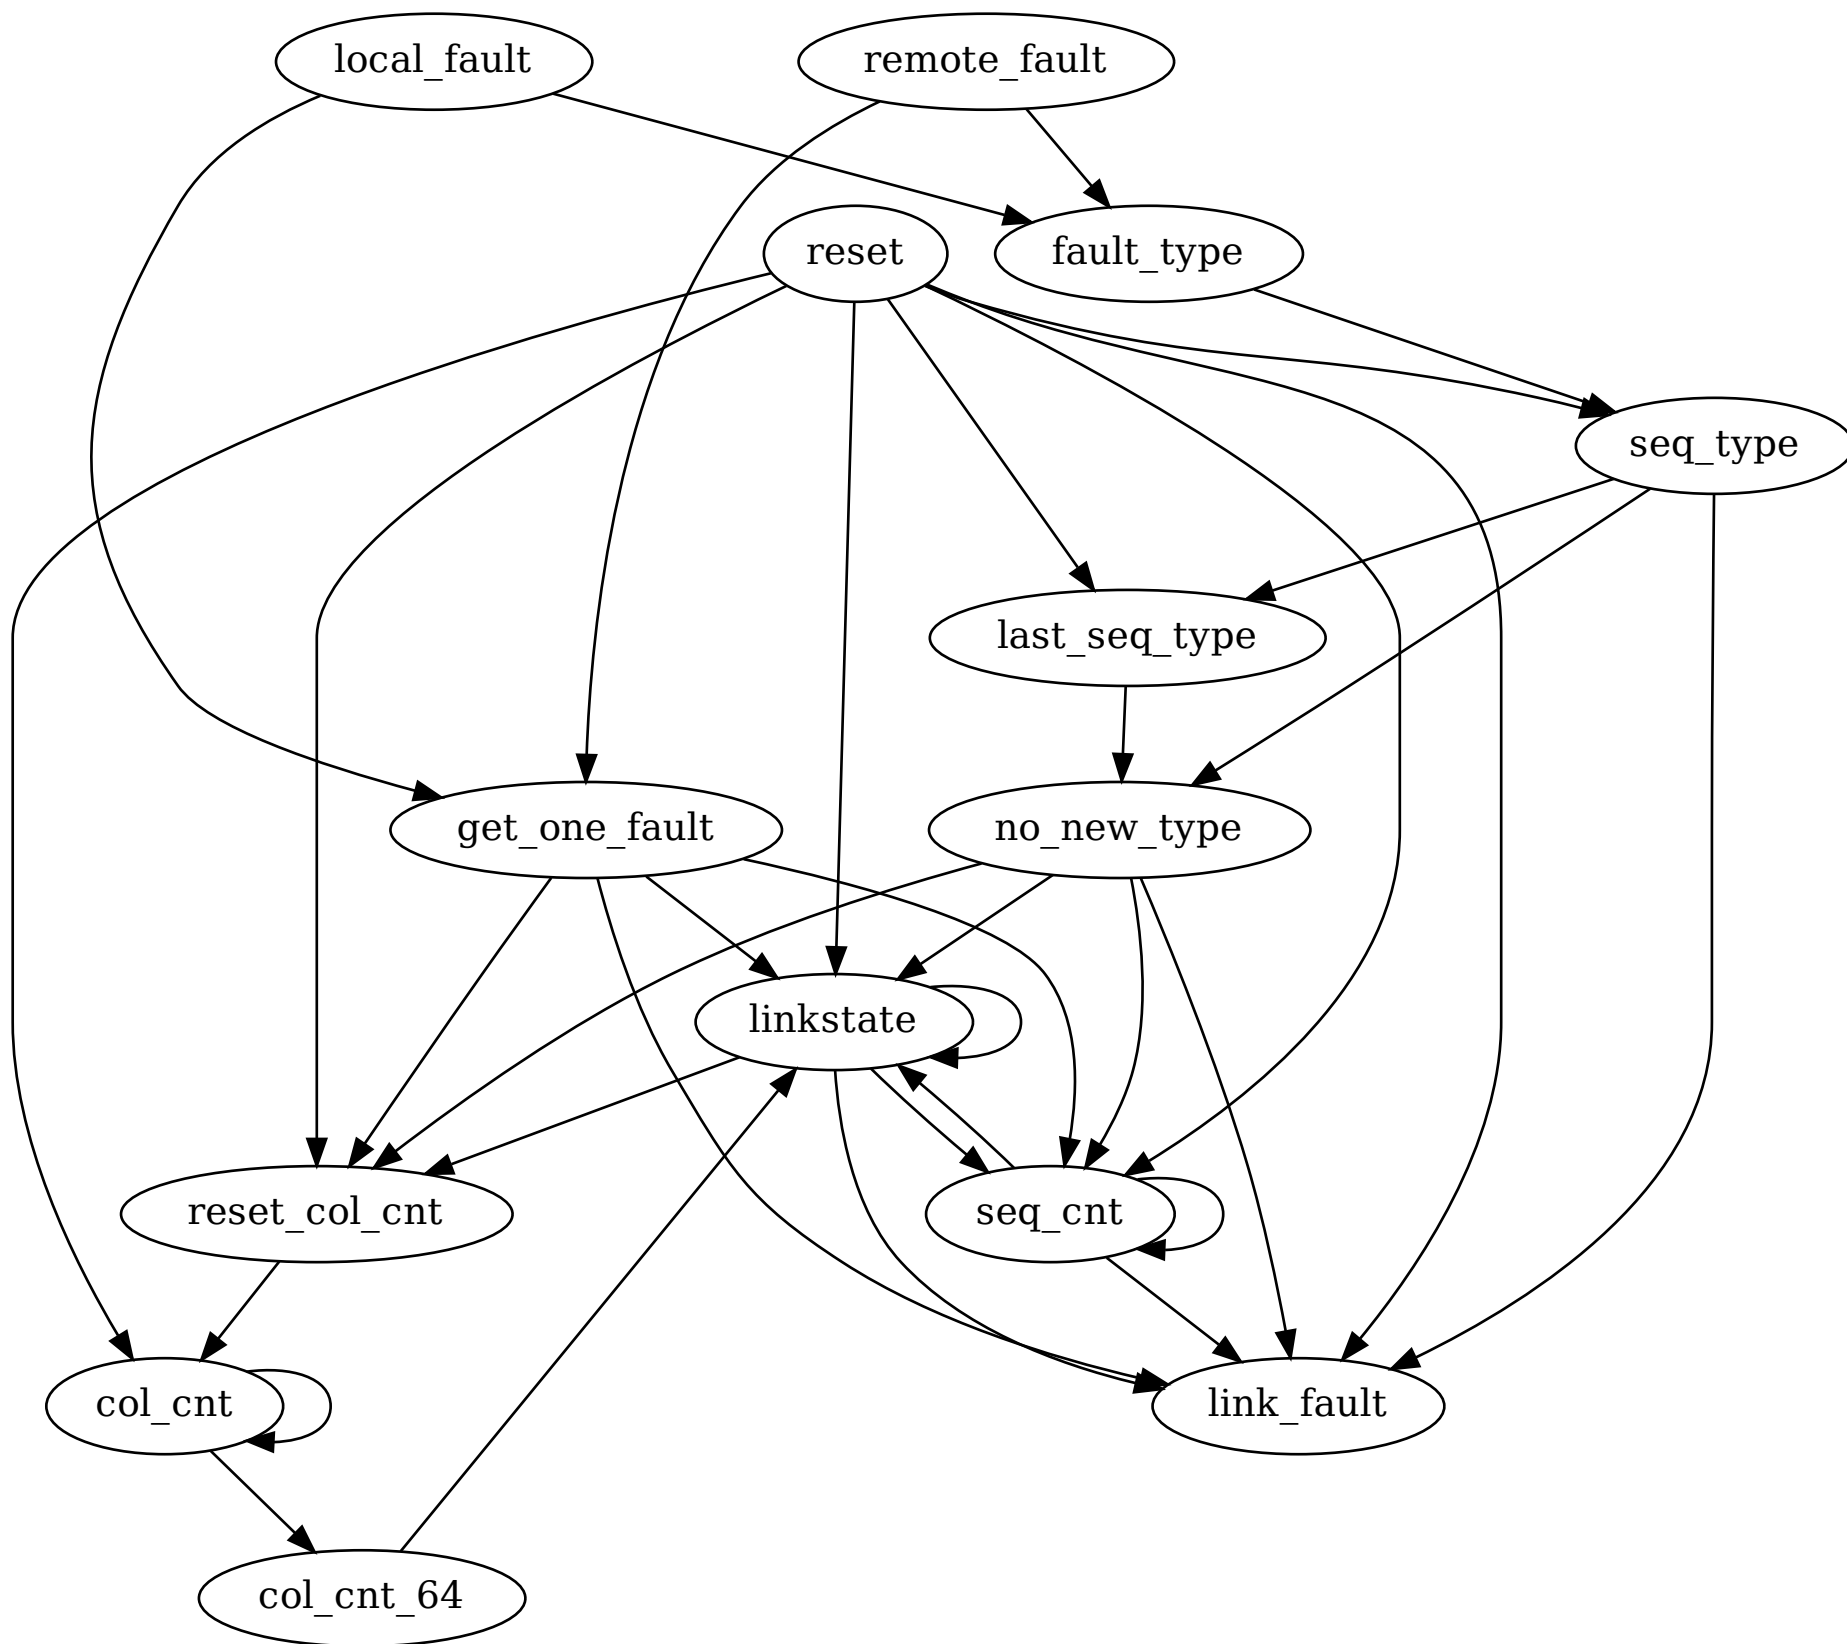 local_fault
remote_fault
reset
fault_type
seq_type
last_seq_type
get_one_fault
no_new_type
linkstate
reset_col_cnt
seq_cnt
col_cnt
link_fault
col_cnt_64